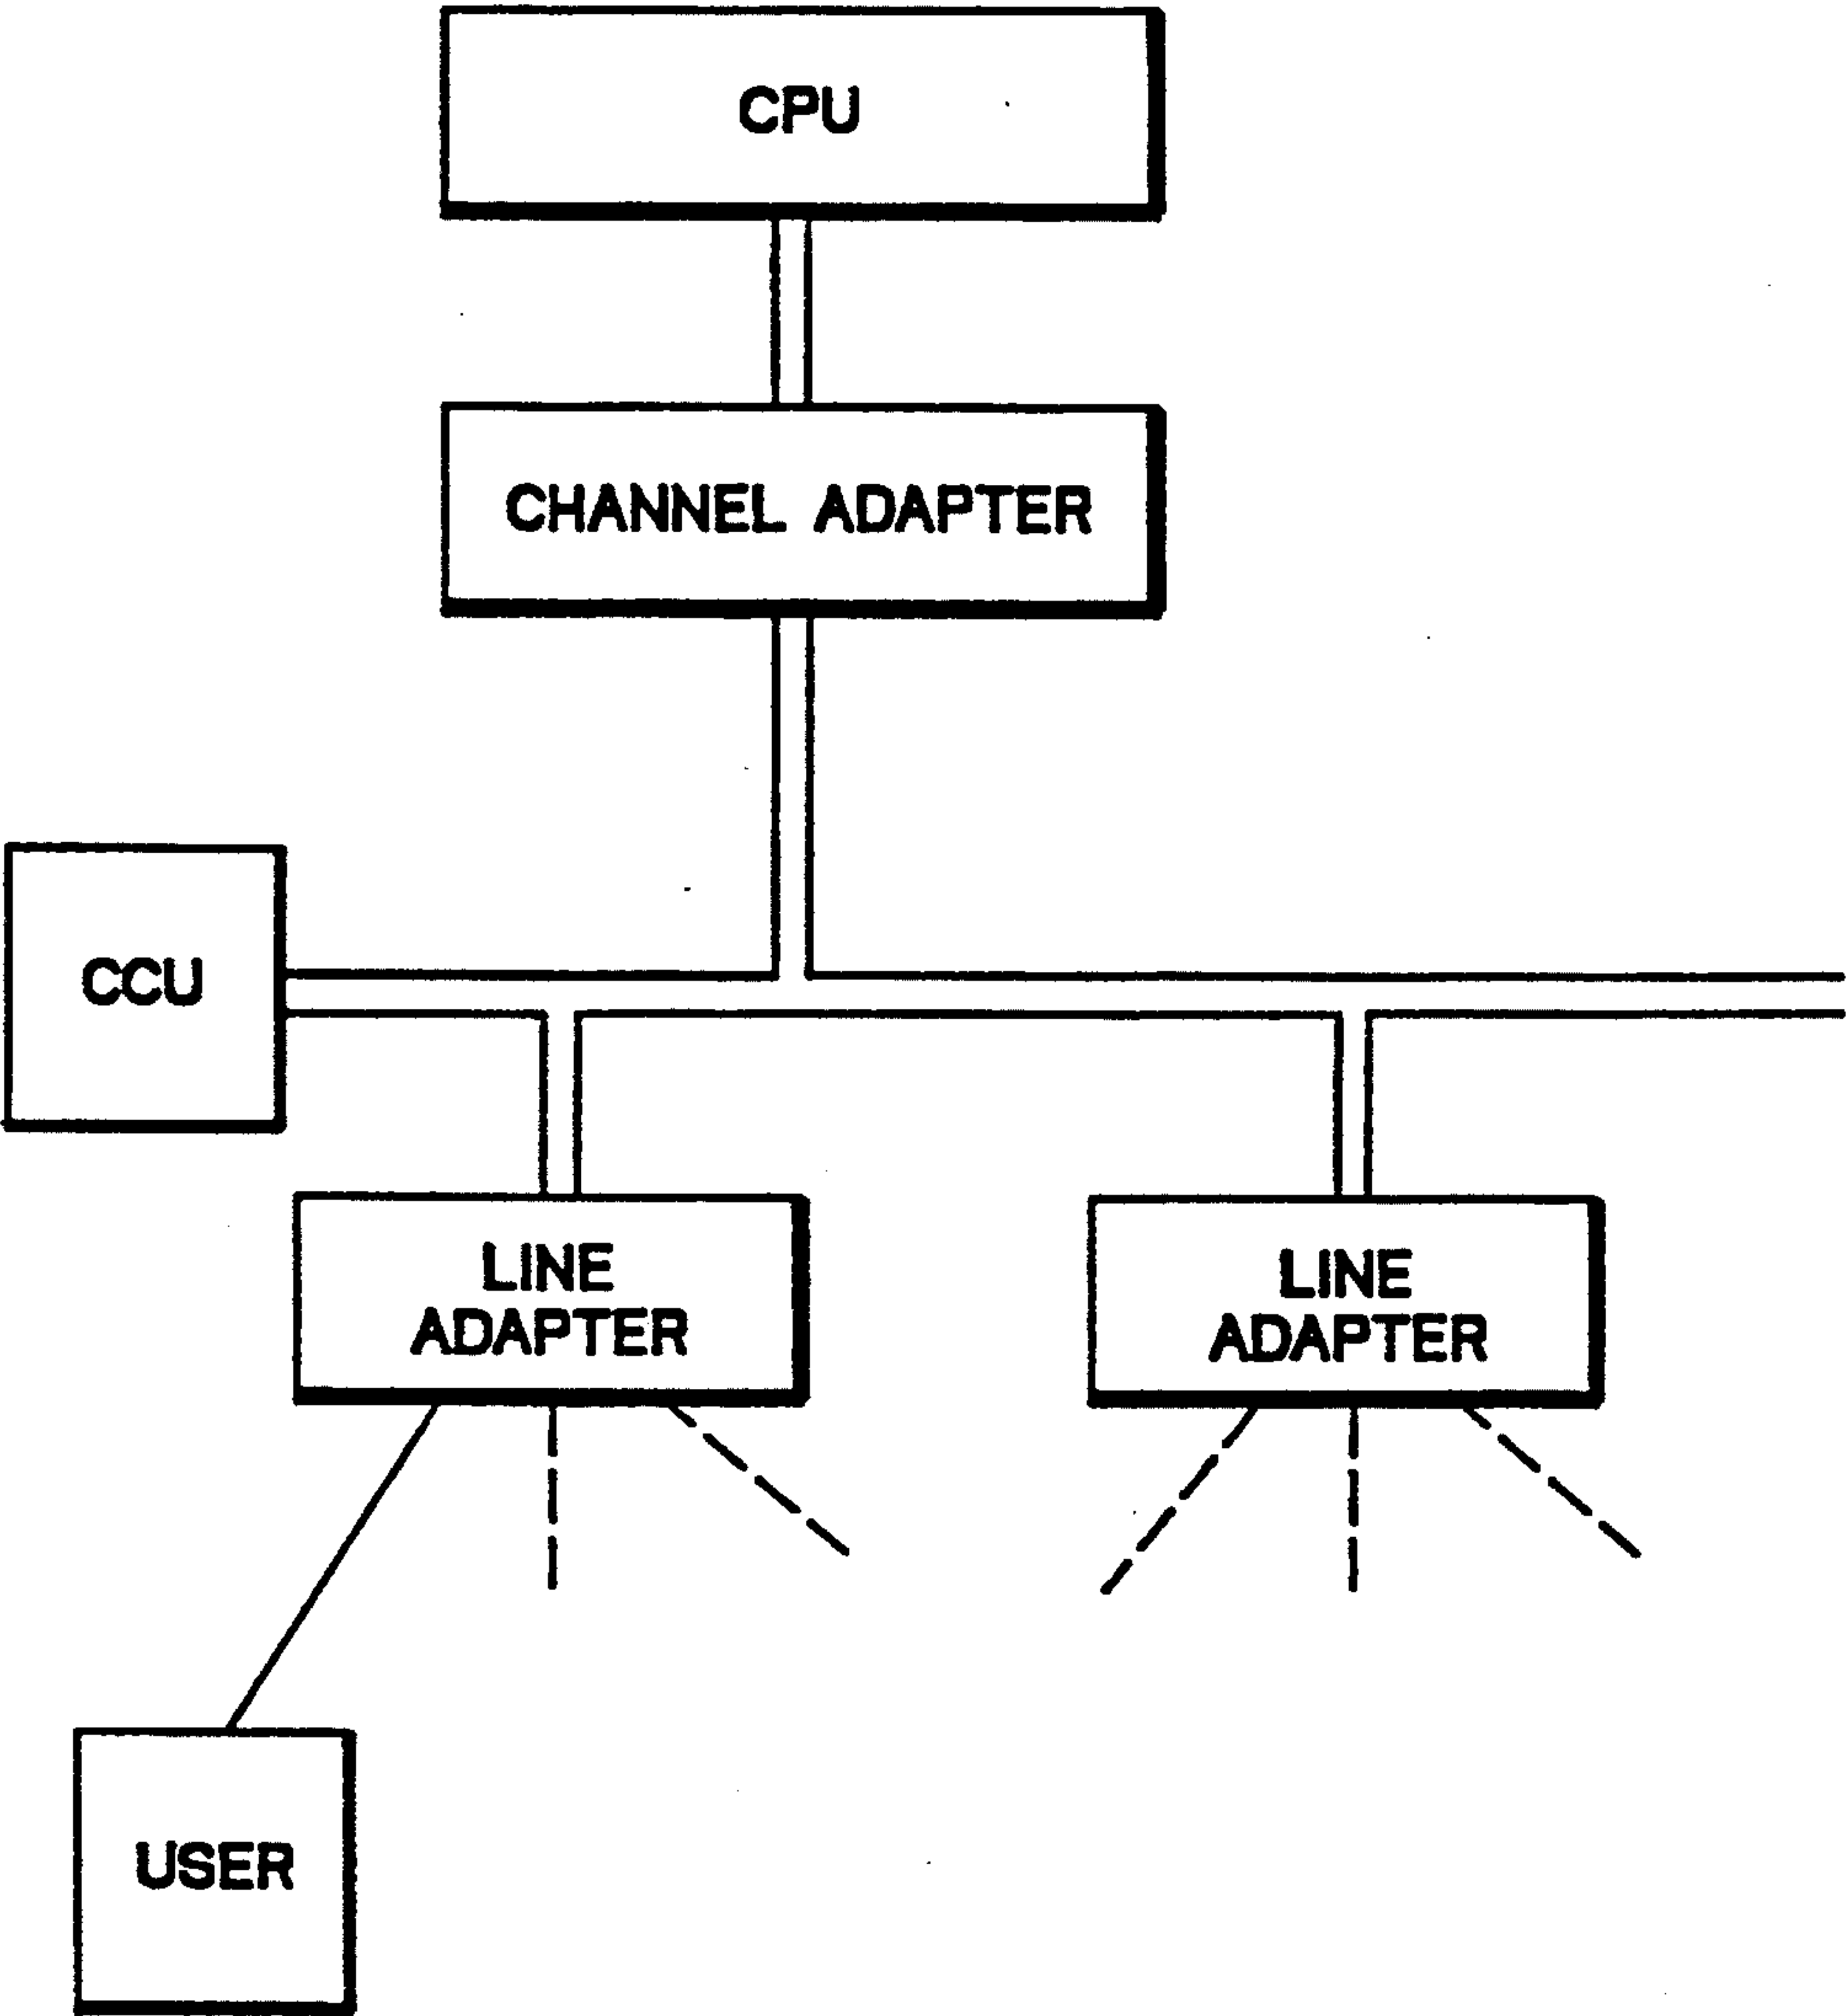 CPU
CHANNEL ADAPTER
CCU
LINE
ADAPTER
LINE
ADAPTER
USER